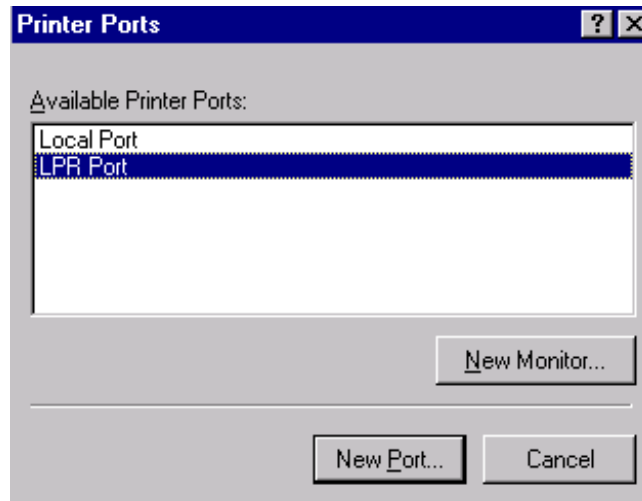 Printer Ports
Available Printer Ports:
Local Port
LPR Port
New Monitor...
New Port...
Cancel